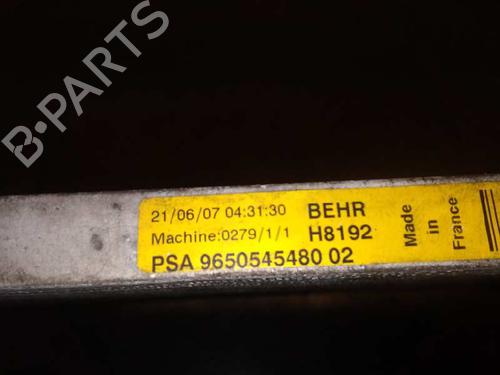 B-PARTS
21/06/07 04:31:30 BEHR
Machine:0279/1/1 H8192
PSA 9650545480 02
Made
in
France